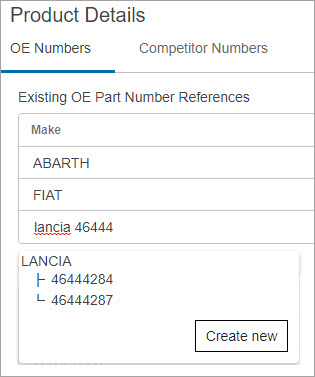 Product Details
OE Numbers Competitor Numbers
Existing OE Part Number References
Make
ABARTH
FIAT
lancia 46444
LANCIA
├ 46444284
└ 46444287
Create new